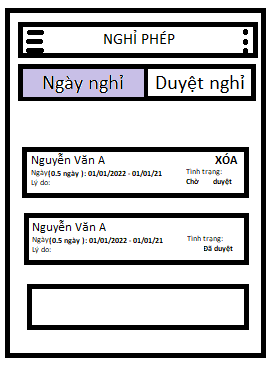 NGHỈ PHÉP
Ngày nghỉ Duyệt nghỉ
Nguyễn Văn A XÓA
Ngày(0.5 ngày ): 01/01/2022 - 01/01/21 Tình trạng:
Lý do: Chờ duyệt
Nguyễn Văn A
Ngày(0.5 ngày ): 01/01/2022 - 01/01/21 Tình trạng:
Lý do: Đã duyệt